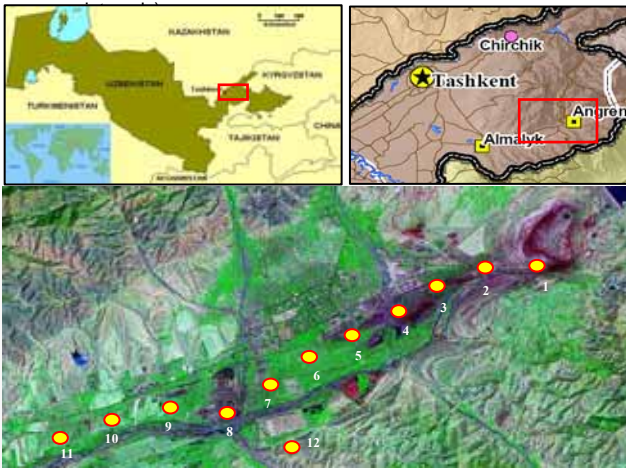 KAZAKHSTAN
UZBEKISTAN
Tashkent
KYRGYZSTAN
TURKMENISTAN
TAJIKISTAN
CHINA
AFGHANISTAN
Chirchik
Tashkent
Angren
Almalyk
1
2
3
4
5
6
7
8
9
10
11
12